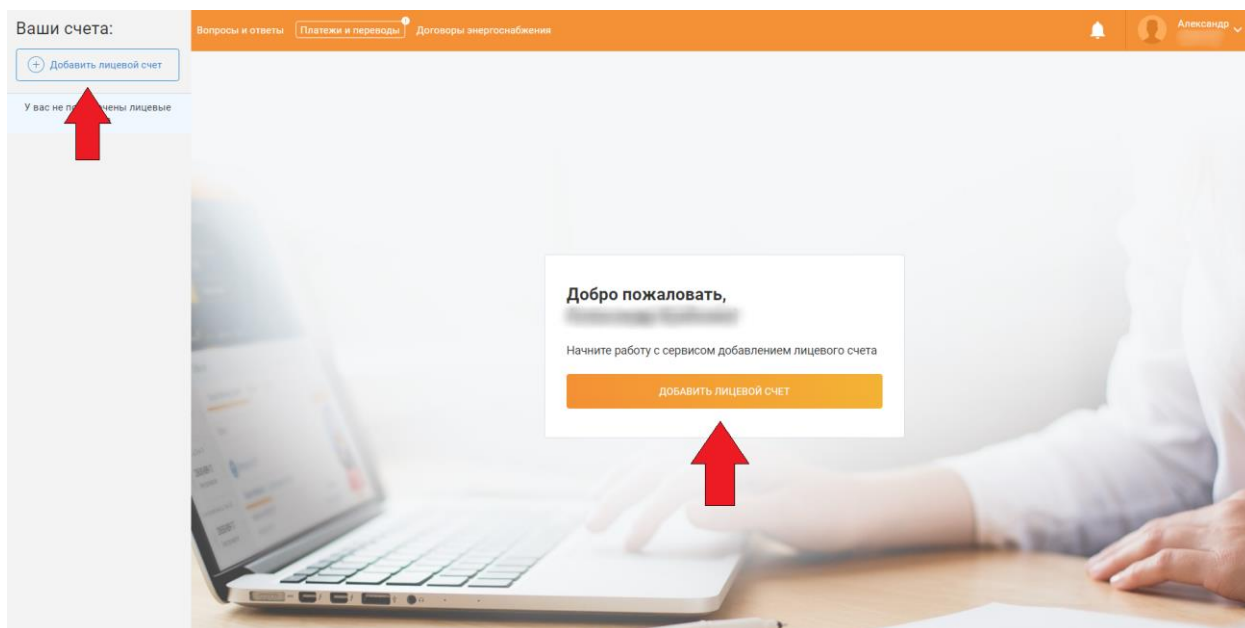 Ваши счета:
Добавить лицевой счет
У вас не лицевые
Вопросы и ответы
Платежи и переводы
Договоры энергоснабжения
Александр
Добро пожаловать,
Начните работу с сервисом добавлением лицевого счета
ДОБАВИТЬ ЛИЦЕВОЙ СЧЕТ